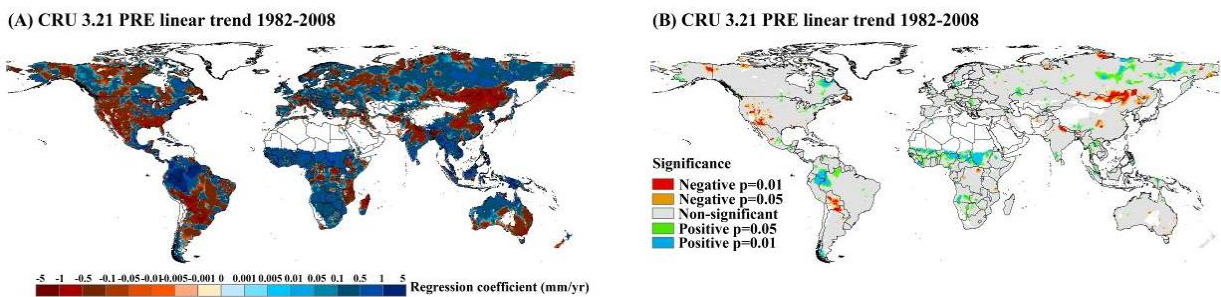 (A) CRU 3.21 PRE linear trend 1982-2008
(B) CRU 3.21 PRE linear trend 1982-2008
Significance
Negative p=0.01
Negative p=0.05
Non-significant
Positive p=0.05
Positive p=0.01
-5 -1 -0.5 -0.1 -0.05-0.01-0.005-0.001 0 0.001 0.005 0.01 0.05 0.1 0.5 1 5 Regression coefficient (mm/yr)